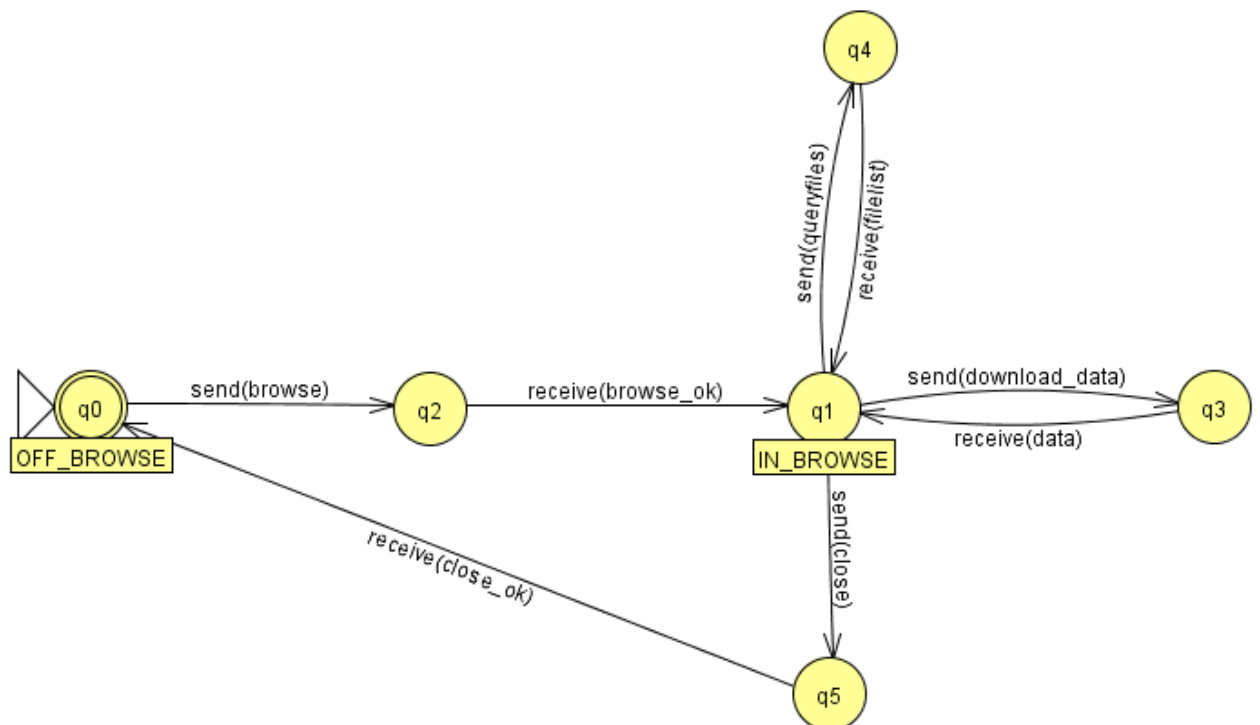 q4
send(queryfiles)
receive(filelist)
q0
OFF_BROWSE
send(browse)
q2
receive(browse_ok)
q1
IN_BROWSE
send(download_data)
receive(data)
q3
send(close)
receive(close_ok)
q5